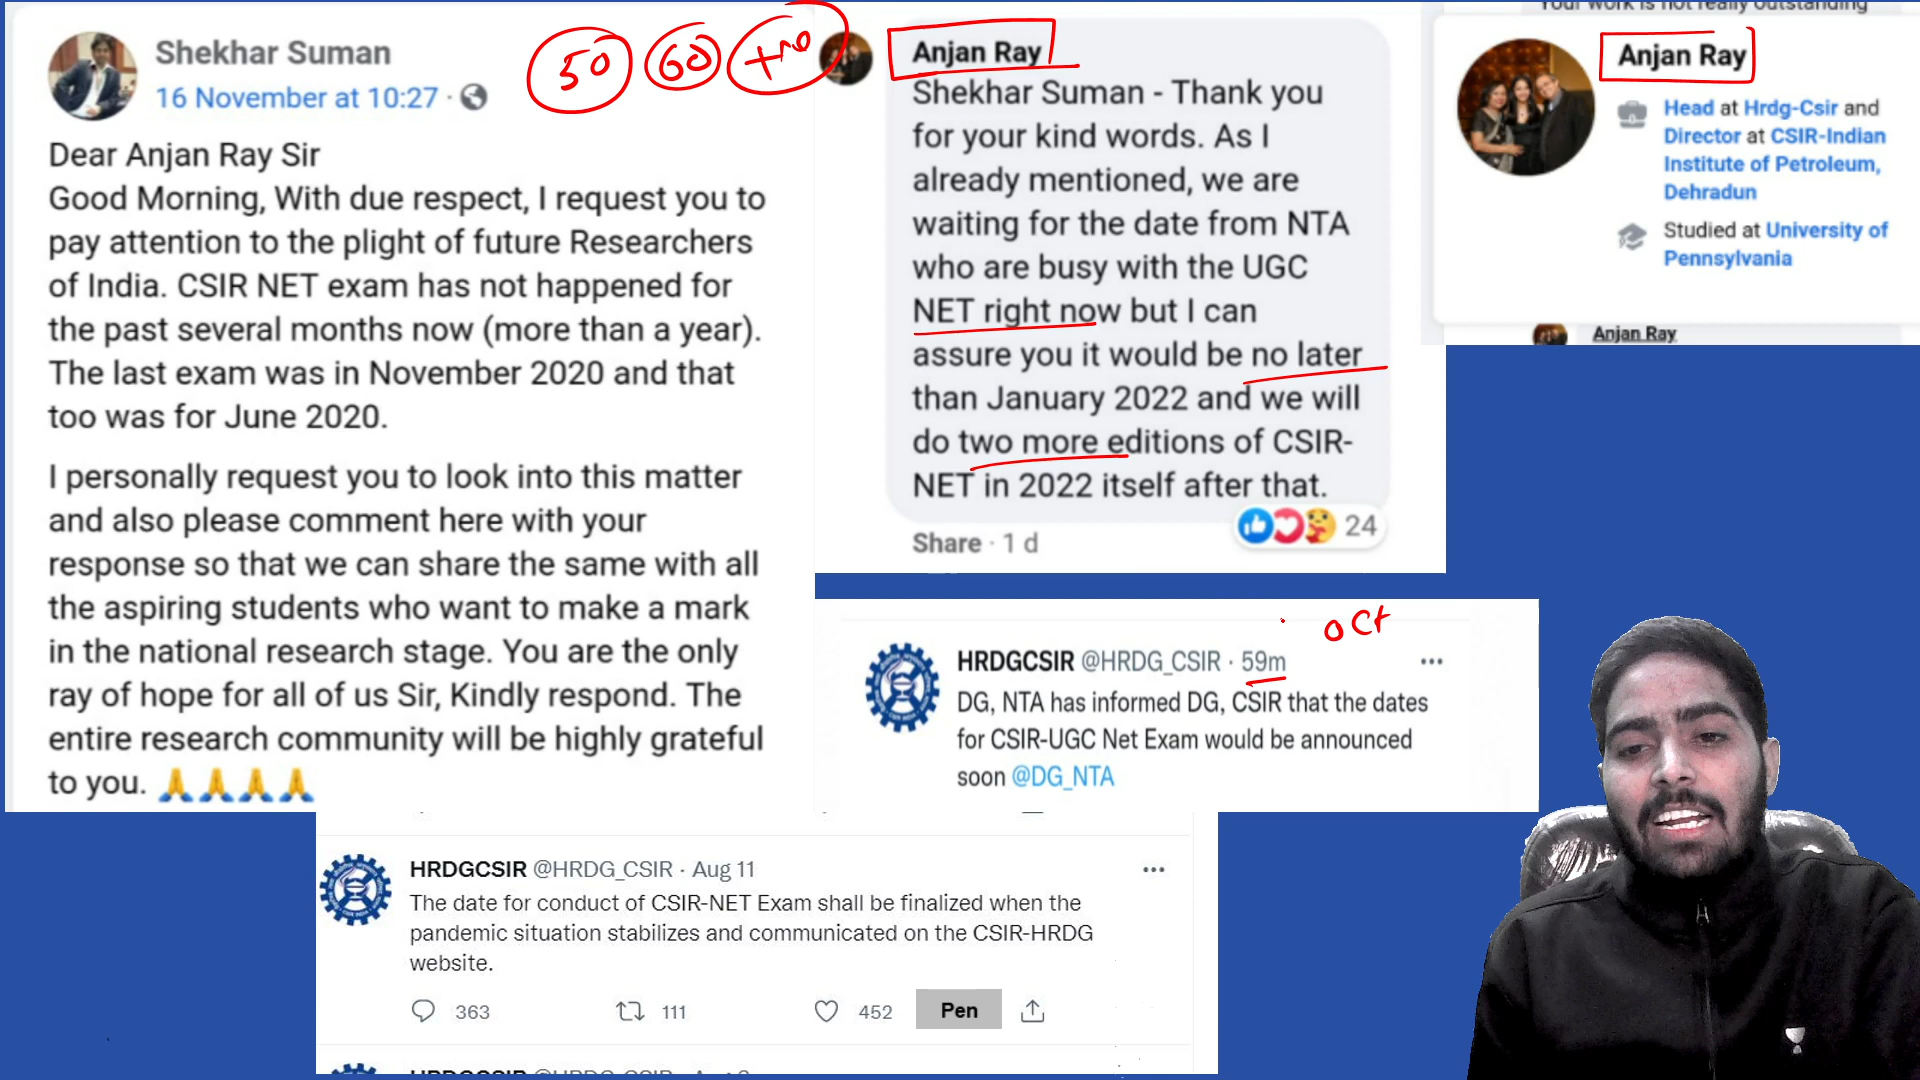 Shekhar Suman
16 November at 10:27 ·
Dear Anjan Ray Sir
Good Morning, With due respect, I request you to
pay attention to the plight of future Researchers
of India. CSIR NET exam has not happened for
the past several months now (more than a year).
The last exam was in November 2020 and that
too was for June 2020.
I personally request you to look into this matter
and also please comment here with your
response so that we can share the same with all
the aspiring students who want to make a mark
in the national research stage. You are the only
ray of hope for all of us Sir, Kindly respond. The
entire research community will be highly grateful
to you. 🙏🙏🙏🙏
50 60
Anjan Ray
Shekhar Suman - Thank you
for your kind words. As I
already mentioned, we are
waiting for the date from NTA
who are busy with the UGC
NET right now but I can
assure you it would be no later
than January 2022 and we will
do two more editions of CSIR-
NET in 2022 itself after that.
24
Share · 1 d
Your work is not really outstanding
Anjan Ray
Head at Hrdg-Csir and
Director at CSIR-Indian
Institute of Petroleum,
Dehradun
Studied at University of
Pennsylvania
Anjan Ray
oct
HRDGCSIR @HRDG_CSIR · 59m
DG, NTA has informed DG, CSIR that the dates
for CSIR-UGC Net Exam would be announced
soon @DG_NTA
HRDGCSIR @HRDG_CSIR · Aug 11
The date for conduct of CSIR-NET Exam shall be finalized when the
pandemic situation stabilizes and communicated on the CSIR-HRDG
website.
363 111 452 Pen
HRDGCSIR @HRDG_CSIR